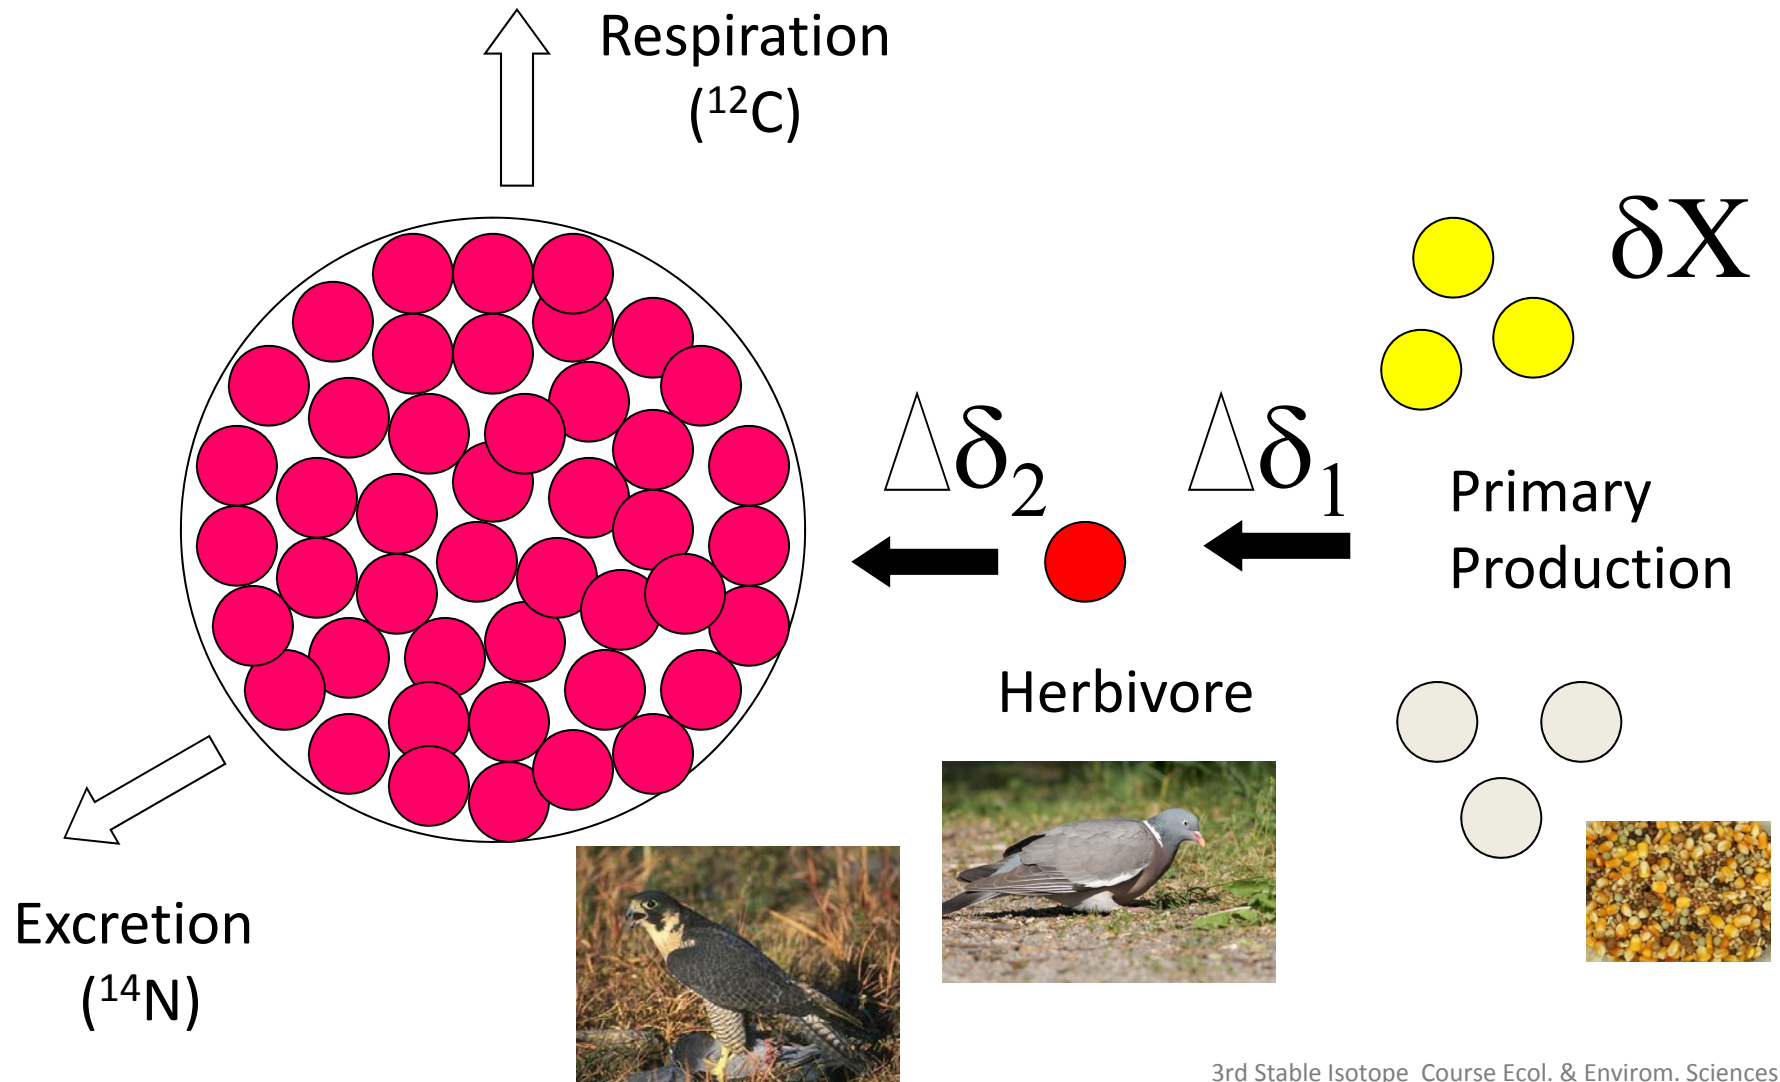 Respiration
(¹²C)
δX
Δδ₂
Δδ₁
Primary
Production
Herbivore
Excretion
(¹⁴N)
3rd Stable Isotope Course Ecol. & Envirom. Sciences